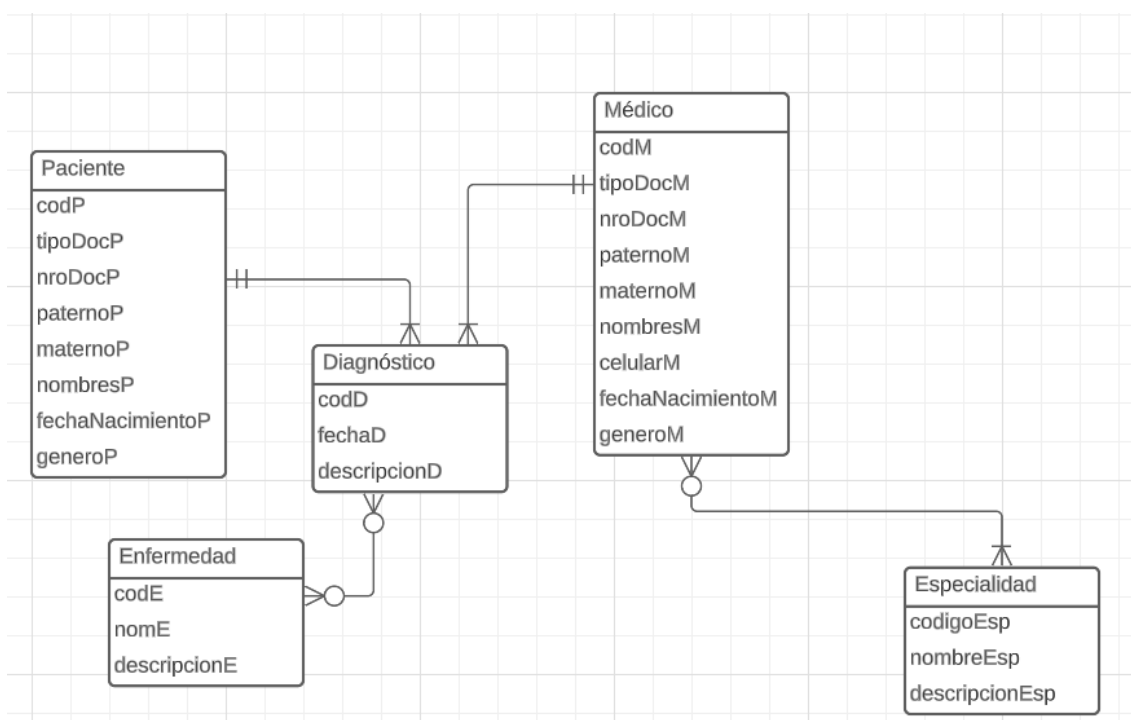 Paciente
codP
tipoDocP
nroDocP
paternoP
maternoP
nombresP
fechaNacimientoP
generoP
Médico
codM
tipoDocM
nroDocM
paternoM
maternoM
nombresM
celularM
fechaNacimientoM
generoM
Diagnóstico
codD
fechaD
descripcionD
Enfermedad
codE
nomE
descripcionE
Especialidad
codigoEsp
nombreEsp
descripcionEsp